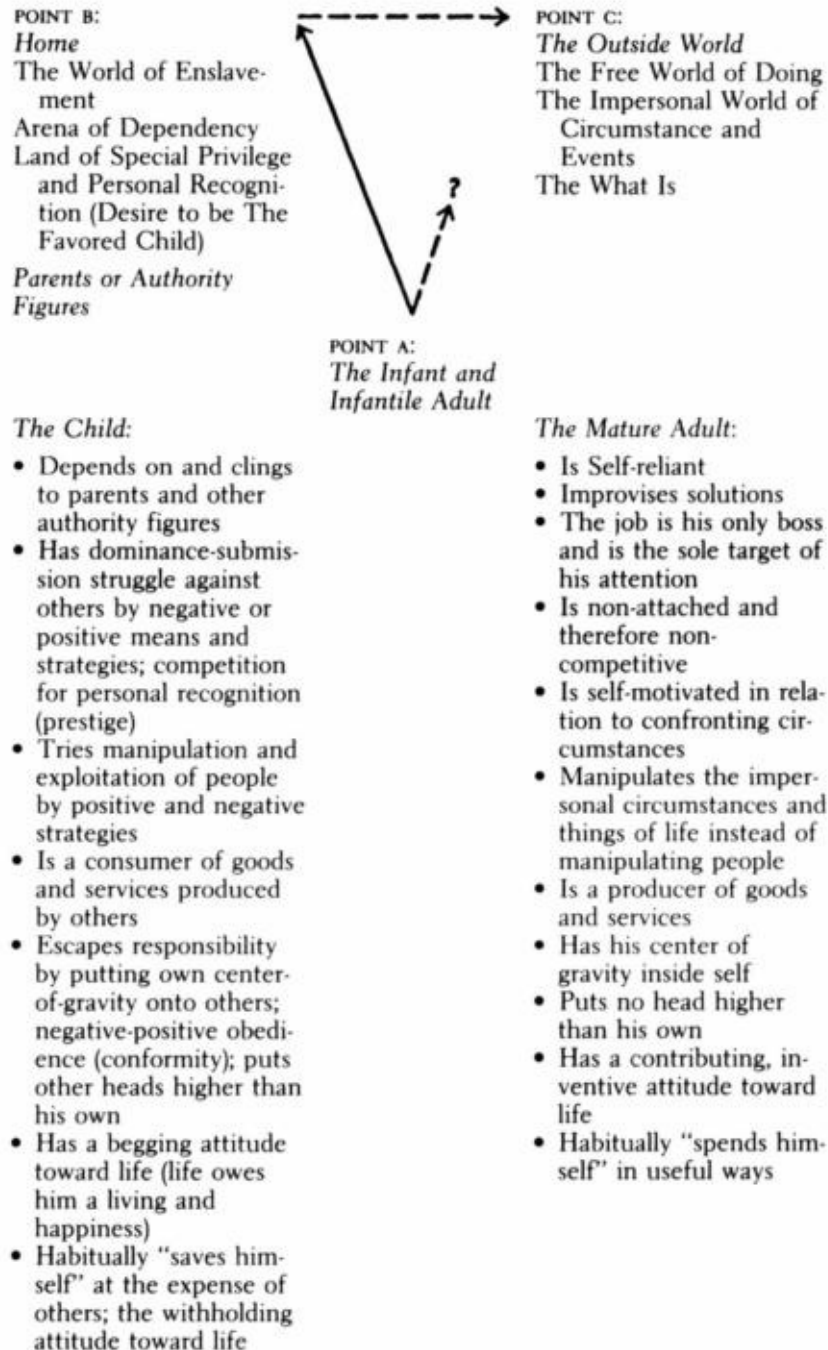 POINT B:
Home
The World of Enslave-
ment
Arena of Dependency
Land of Special Privilege
and Personal Recogni-
tion (Desire to be The
Favored Child)
Parents or Authority
Figures
POINT C:
The Outside World
The Free World of Doing
The Impersonal World of
Circumstance and
Events
The What Is
?
POINT A:
The Infant and
Infantile Adult
The Child:
• Depends on and clings
to parents and other
authority figures
• Has dominance-submis-
sion struggle against
others by negative or
positive means and
strategies; competition
for personal recognition
(prestige)
• Tries manipulation and
exploitation of people
by positive and negative
strategies
• Is a consumer of goods
and services produced
by others
• Escapes responsibility
by putting own center-
of-gravity onto others;
negative-positive obedi-
ence (conformity); puts
other heads higher than
his own
• Has a begging attitude
toward life (life owes
him a living and
happiness)
• Habitually "saves him-
self" at the expense of
others; the withholding
attitude toward life
The Mature Adult:
• Is Self-reliant
• Improvises solutions
• The job is his only boss
and is the sole target of
his attention
• Is non-attached and
therefore non-
competitive
• Is self-motivated in rela-
tion to confronting cir-
cumstances
• Manipulates the imper-
sonal circumstances and
things of life instead of
manipulating people
• Is a producer of goods
and services
• Has his center of
gravity inside self
• Puts no head higher
than his own
• Has a contributing, in-
ventive attitude toward
life
• Habitually "spends him-
self" in useful ways